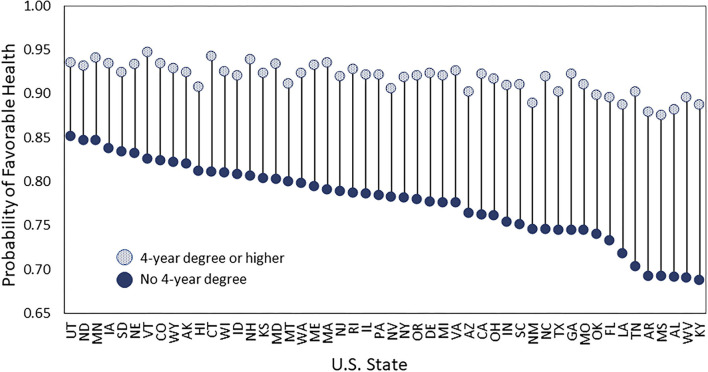 Probability of Favorable Health
1.00
0.95
0.90
0.85
0.80
0.75
0.70
0.65
4-year degree or higher
No 4-year degree
UT ND MN IA SD NE VT CO WY AK HI CT WI ID NH KS MD MT WA ME MA NJ RI IL PA NV NY OR DE MI VA AZ CA OH IN SC NM NC TX GA MO OK FL LA TN AR MS AL WV KY
U.S. State